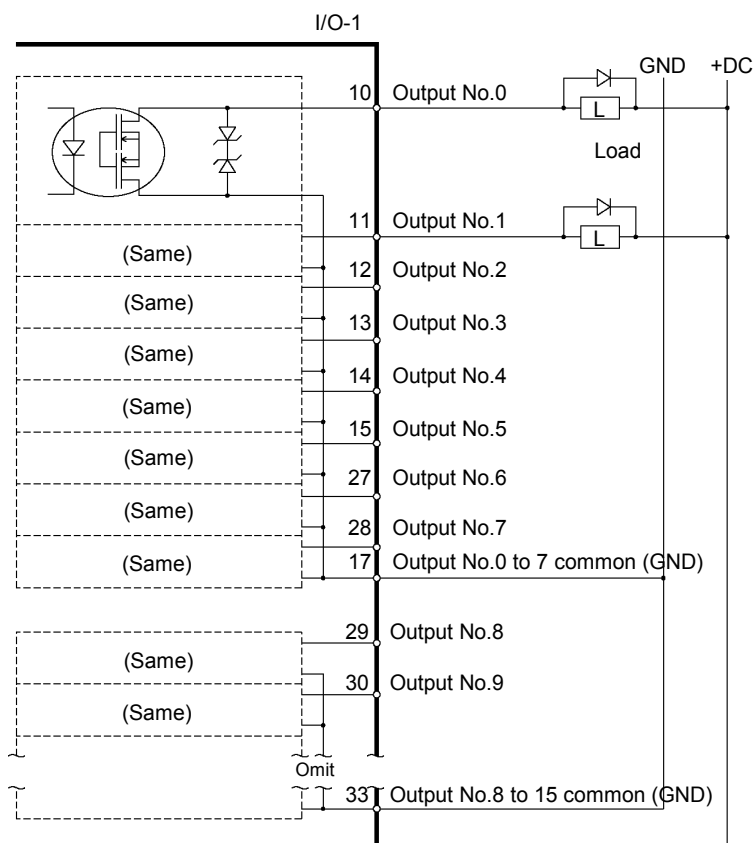 I/O-1
GND +DC
10 Output No.0
L
Load
11 Output No.1
L
(Same)
12 Output No.2
(Same)
13 Output No.3
(Same)
14 Output No.4
(Same)
15 Output No.5
(Same)
27 Output No.6
(Same)
28 Output No.7
(Same)
17 Output No.0 to 7 common (GND)
29 Output No.8
(Same)
30 Output No.9
(Same)
Omit
33 Output No.8 to 15 common (GND)